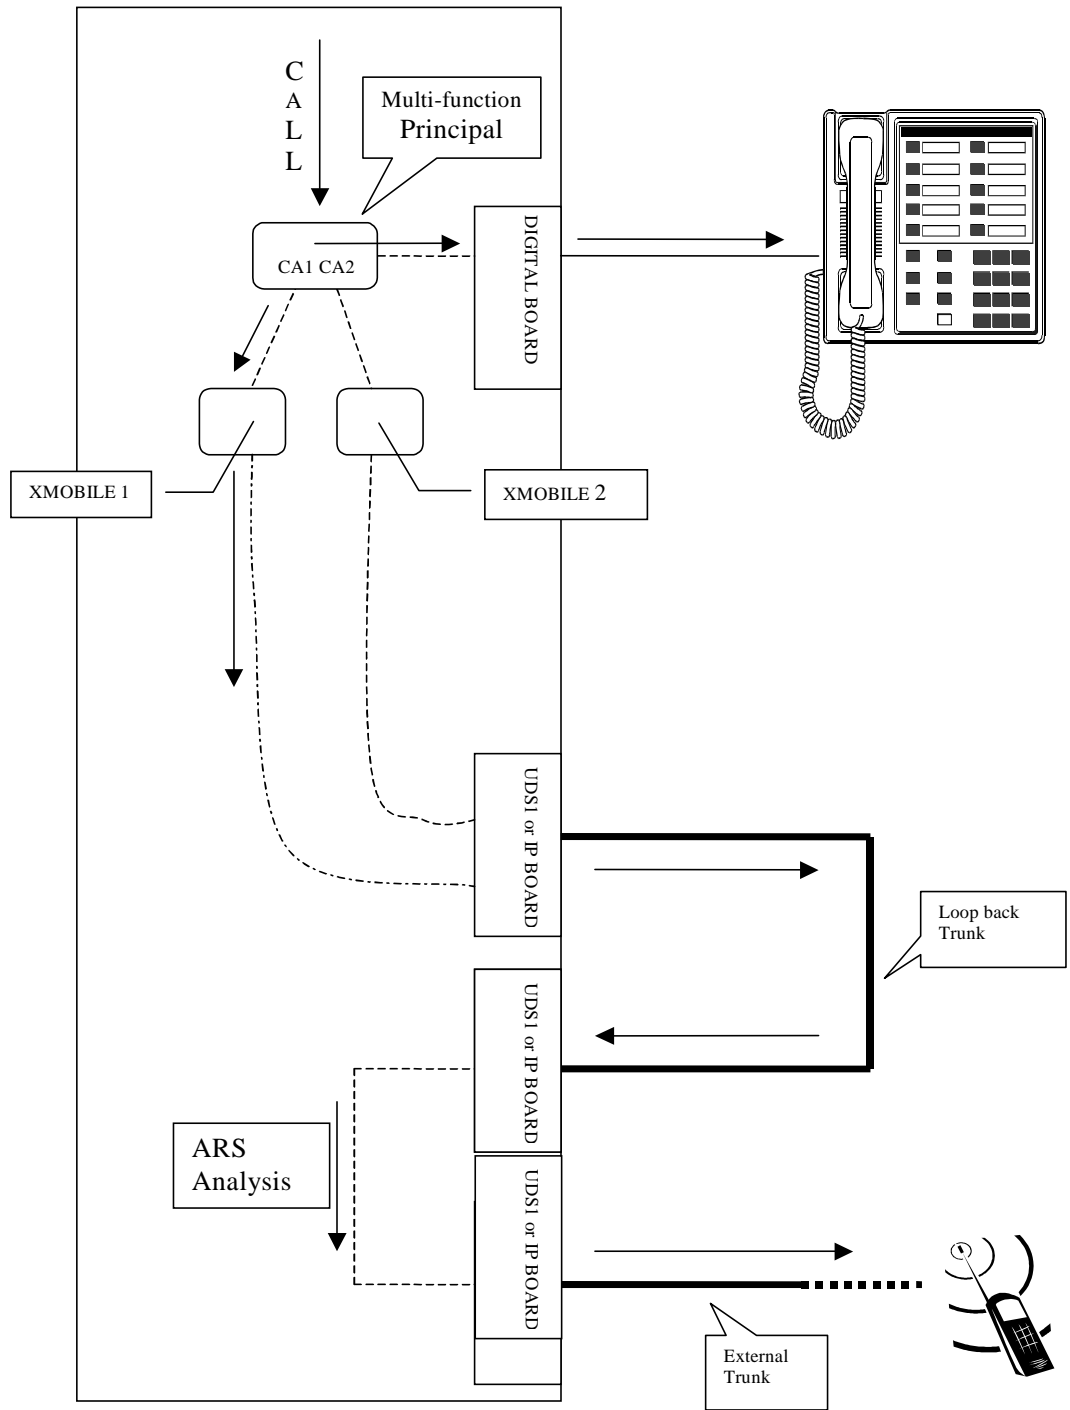 C
A
L
L
Multi-function
Principal
CA1 CA2
DIGITAL BOARD
XMOBILE 1
XMOBILE 2
UDS1 or IP BOARD
Loop back
Trunk
UDS1 or IP BOARD
ARS
Analysis
UDS1 or IP BOARD
External
Trunk